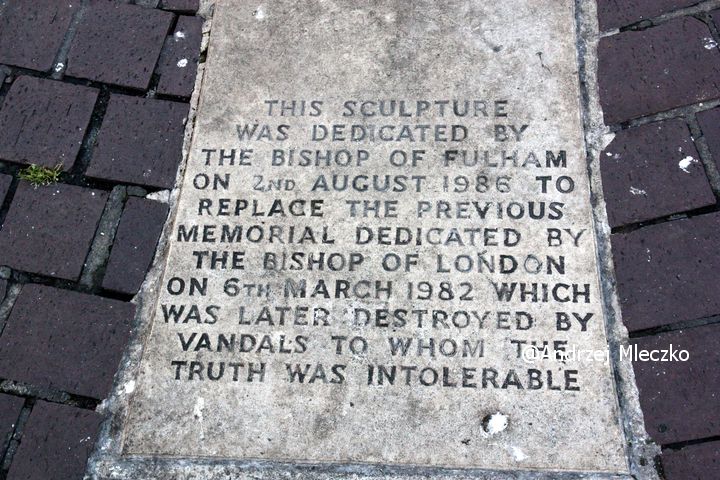 THIS SCULPTURE
WAS DEDICATED BY
THE BISHOP OF FULHAM
ON 2ND AUGUST 1986 TO
REPLACE THE PREVIOUS
MEMORIAL DEDICATED BY
THE BISHOP OF LONDON
ON 6TH MARCH 1982 WHICH
WAS LATER DESTROYED BY
VANDALS TO WHOM THE
TRUTH WAS INTOLERABLE
@Andrzej Mleczko